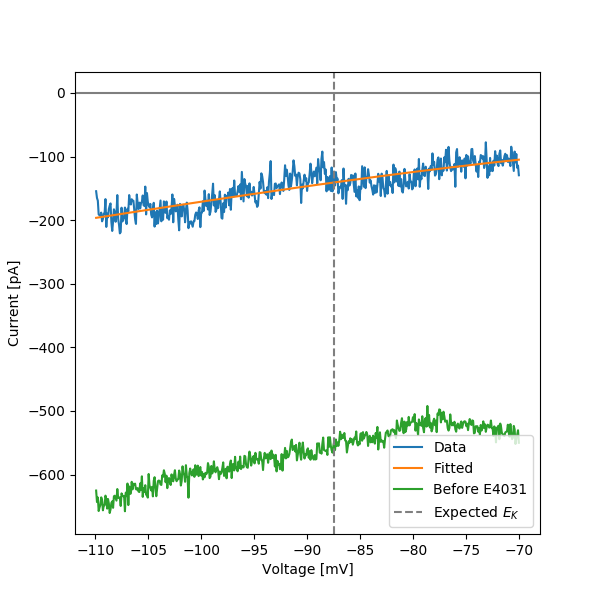 0
−100
−200
−300
−400
−500
−600
Current [pA]
Data
Fitted
Before E4031
Expected E_K
−110
−105
−100
−95
−90
−85
−80
−75
−70
Voltage [mV]